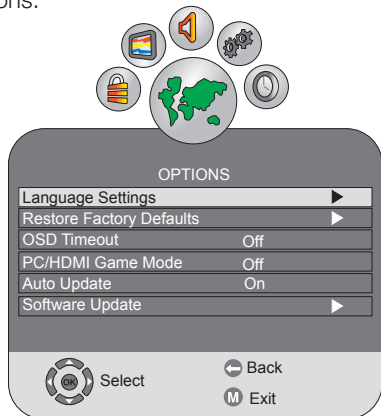 ons.
OPTIONS
Language Settings
Restore Factory Defaults
OSD Timeout Off
PC/HDMI Game Mode Off
Auto Update On
Software Update
OK Select
Back
M Exit